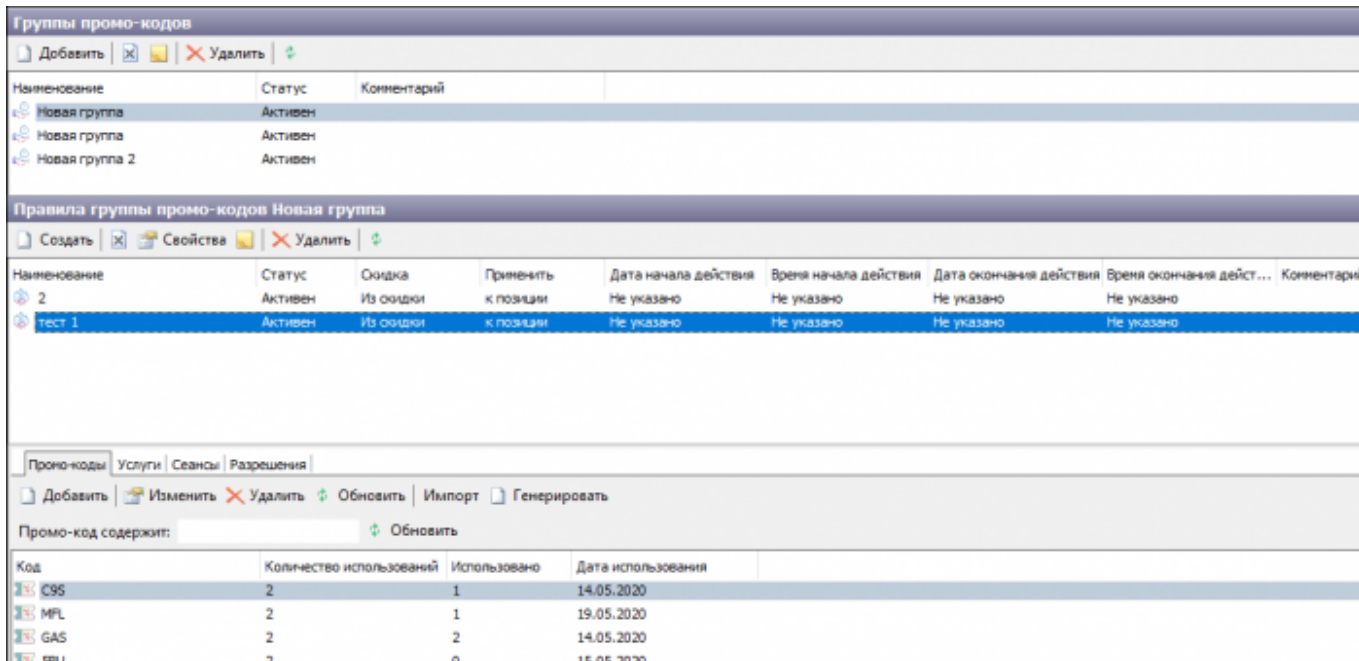 Группы промо-кодов
Добавить Удалить
Наименование Статус Комментарий
Новая группа Активен
Новая группа Активен
Новая группа 2 Активен
Правила группы промо-кодов Новая группа
Создать Свойства Удалить
Наименование Статус Скидка Применить Дата начала действия Время начала действия Дата окончания действия Время окончания дейст... Комментари
2 Активен Из скидки к позиции Не указано Не указано Не указано Не указано
тест 1 Активен Из скидки к позиции Не указано Не указано Не указано Не указано
Промо-коды Услуги Сеансы Разрешения
Добавить Изменить Удалить Обновить Импорт Генерировать
Промо-код содержит: Обновить
Код Количество использований Использовано Дата использования
C9S 2 1 14.05.2020
MFL 2 1 19.05.2020
GAS 2 2 14.05.2020
2 0 15.05.2020